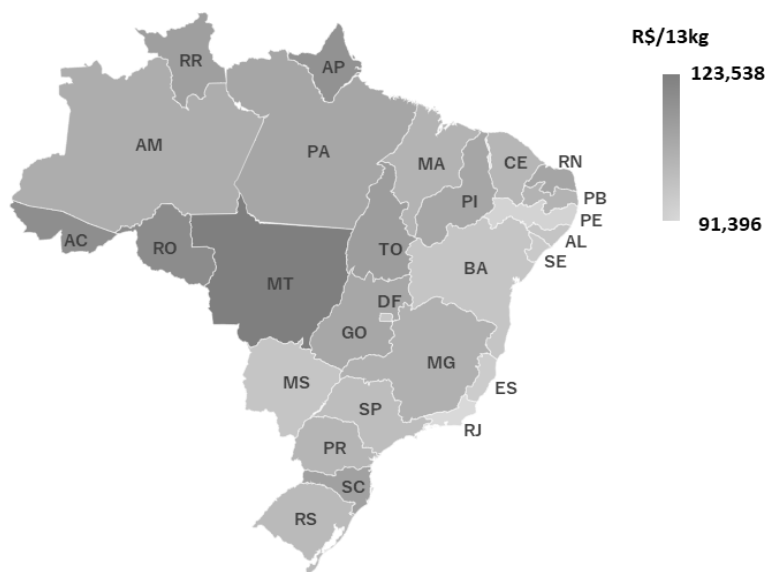 R$/13kg
123,538
91,396
RR
AP
AM
PA
MA
CE
RN
PB
PE
AL
SE
PI
AC
RO
TO
BA
MT
DF
GO
MG
ES
MS
SP
RJ
PR
SC
RS